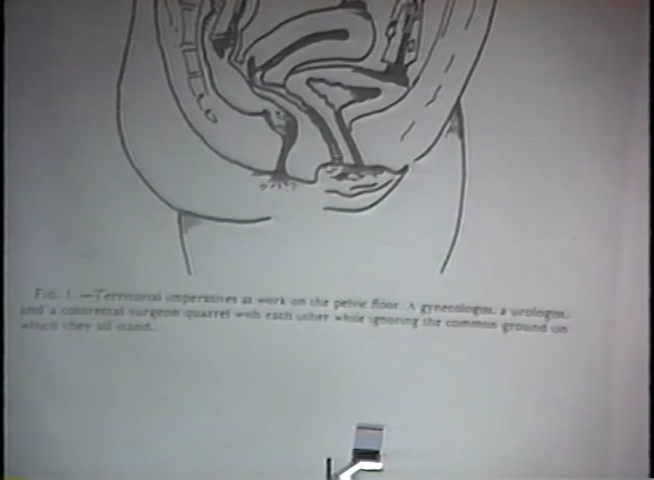 FIG. 1.—Territorial imperatives at work on the pelvic floor. A gynecologist, a urologist,
and a colorectal surgeon quarrel with each other while ignoring the common ground on
which they all stand.